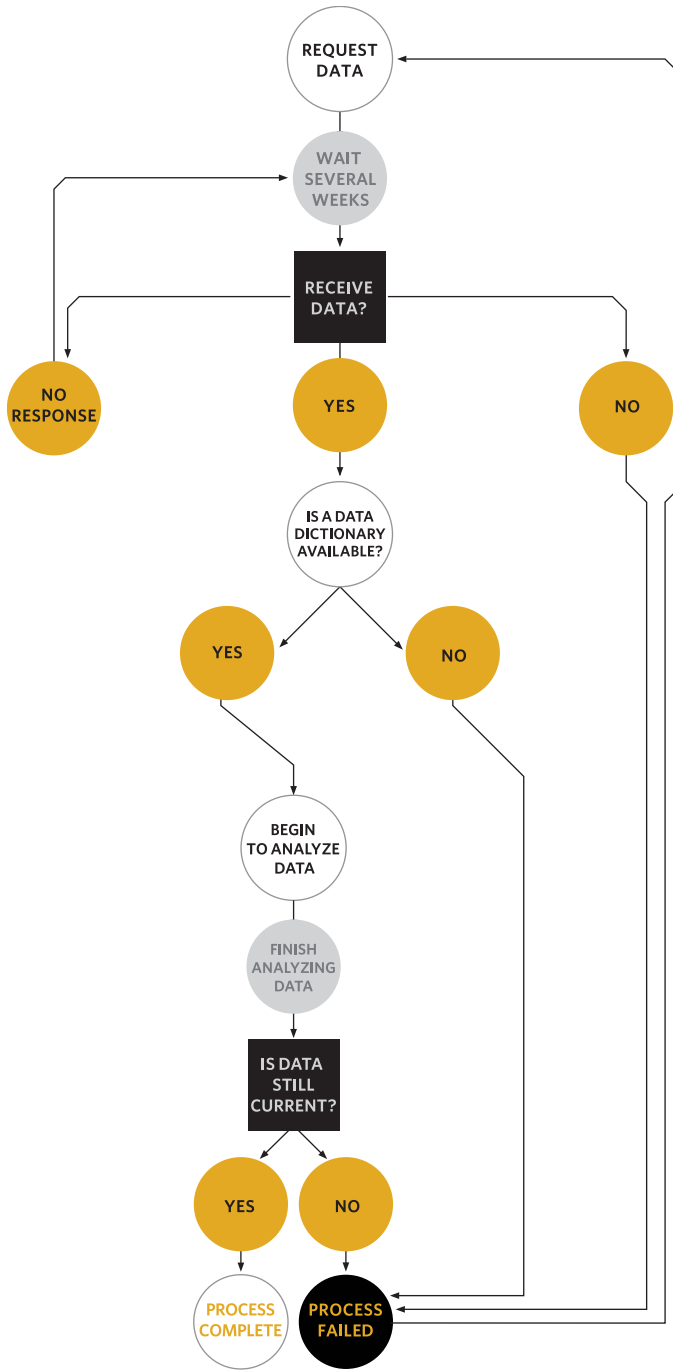 REQUEST
DATA
WAIT
SEVERAL
WEEKS
RECEIVE
DATA?
NO
RESPONSE
YES
NO
IS A DATA
DICTIONARY
AVAILABLE?
YES
NO
BEGIN
TO ANALYZE
DATA
FINISH
ANALYZING
DATA
IS DATA
STILL
CURRENT?
YES
NO
PROCESS
COMPLETE
PROCESS
FAILED